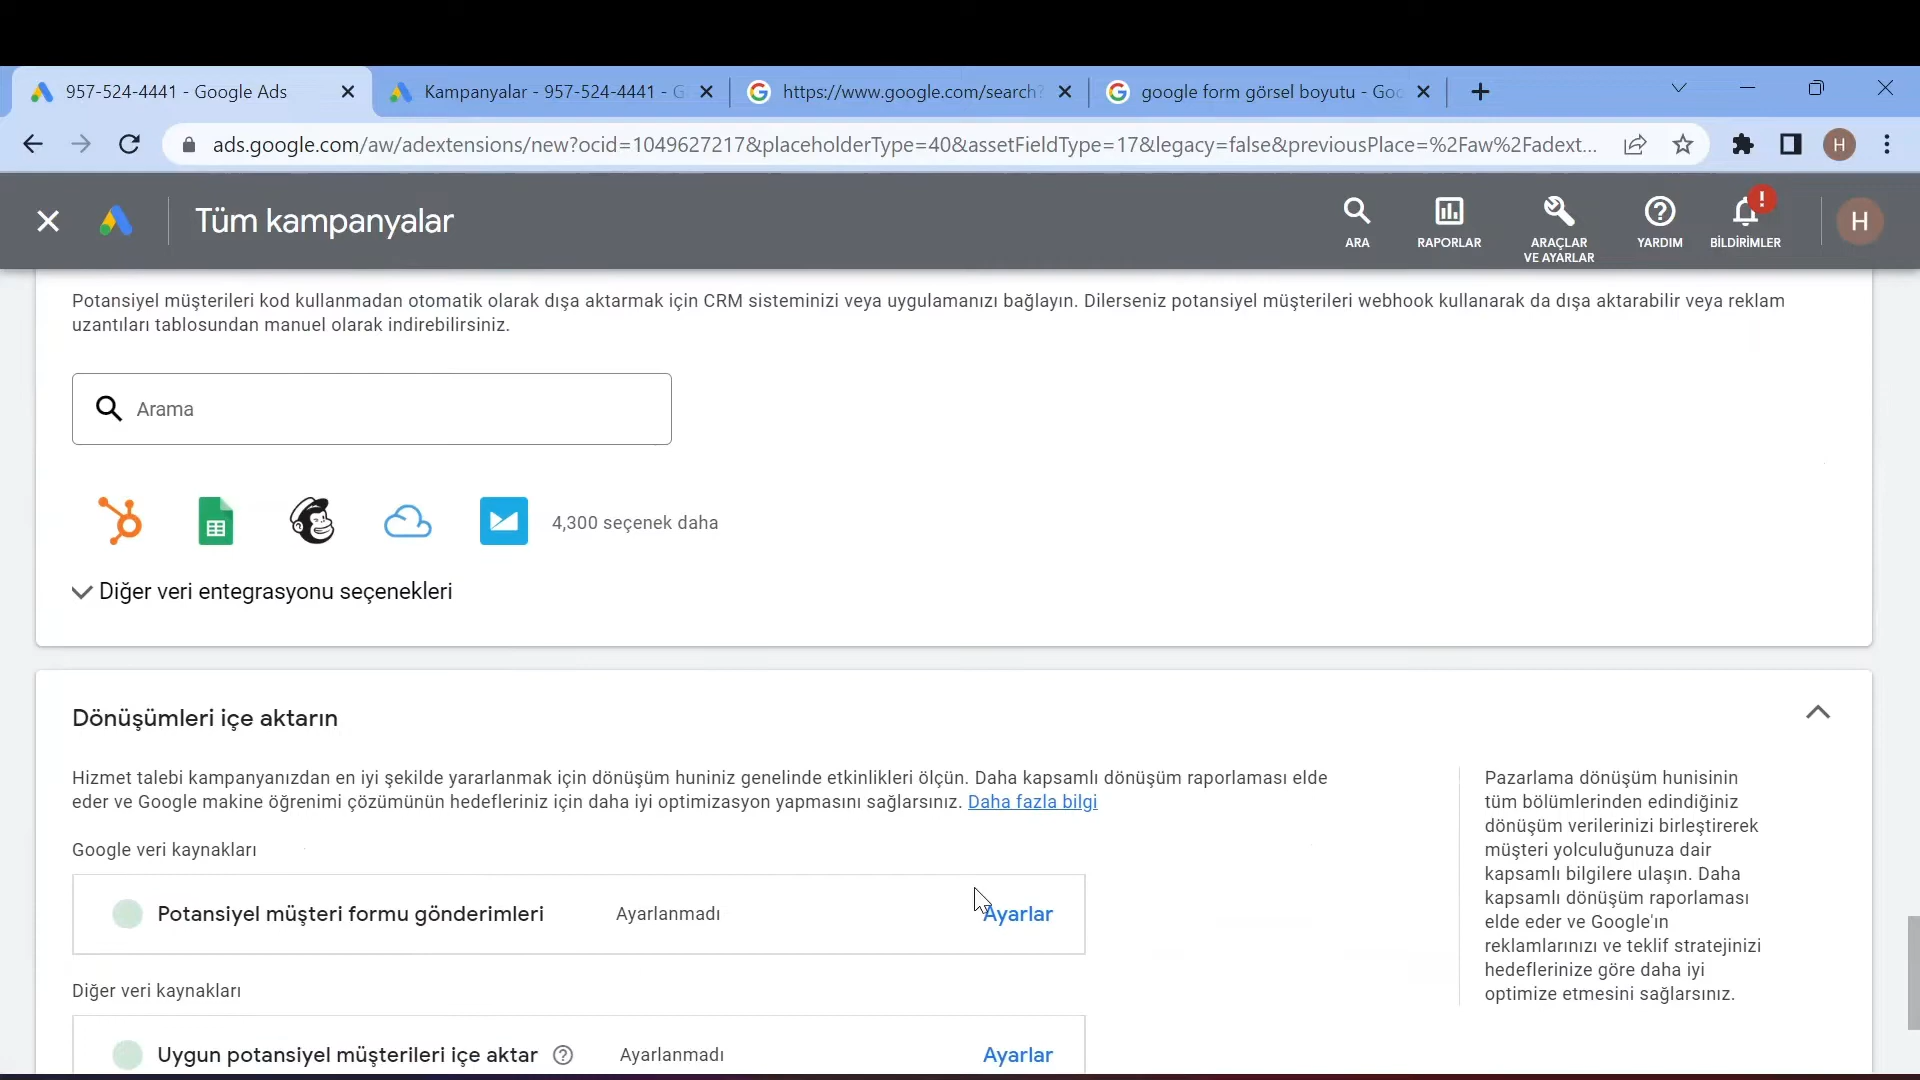 957-524-4441 - Google Ads
Kampanyalar - 957-524-4441 - G
https://www.google.com/search?
google form görsel boyutu - Goo
ads.google.com/aw/adextensions/new?ocid=1049627217&placeholderType=40&assetFieldType=17&legacy=false&previousPlace=%2Faw%2Fadext...
H
Tüm kampanyalar
ARA
RAPORLAR
ARAÇLAR
VE AYARLAR
YARDIM
!
BİLDİRİMLER
H
Potansiyel müşterileri kod kullanmadan otomatik olarak dışa aktarmak için CRM sisteminizi veya uygulamanızı bağlayın. Dilerseniz potansiyel müşterileri webhook kullanarak da dışa aktarabilir veya reklam
uzantıları tablosundan manuel olarak indirebilirsiniz.
Arama
4,300 seçenek daha
Diğer veri entegrasyonu seçenekleri
Dönüşümleri içe aktarın
Hizmet talebi kampanyanızdan en iyi şekilde yararlanmak için dönüşüm huniniz genelinde etkinlikleri ölçün. Daha kapsamlı dönüşüm raporlaması elde
eder ve Google makine öğrenimi çözümünün hedefleriniz için daha iyi optimizasyon yapmasını sağlarsınız. Daha fazla bilgi
Google veri kaynakları
Potansiyel müşteri formu gönderimleri
Ayarlanmadı
Ayarlar
Diğer veri kaynakları
Uygun potansiyel müşterileri içe aktar
Ayarlanmadı
Ayarlar
Pazarlama dönüşüm hunisinin
tüm bölümlerinden edindiğiniz
dönüşüm verilerinizi birleştirerek
müşteri yolculuğunuza dair
kapsamlı bilgilere ulaşın. Daha
kapsamlı dönüşüm raporlaması
elde eder ve Google'ın
reklamlarınızı ve teklif stratejinizi
hedeflerinize göre daha iyi
optimize etmesini sağlarsınız.